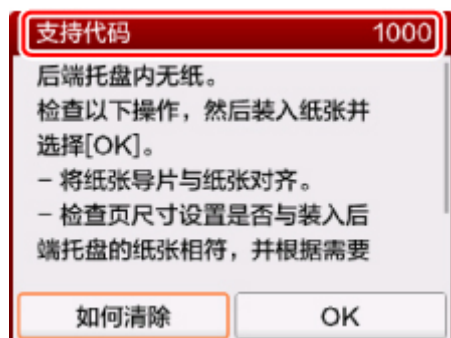 支持代码 1000
后端托盘内无纸。
检查以下操作，然后装入纸张并
选择[OK]。
– 将纸张导片与纸张对齐。
– 检查页尺寸设置是否与装入后
端托盘的纸张相符，并根据需要
如何清除 OK